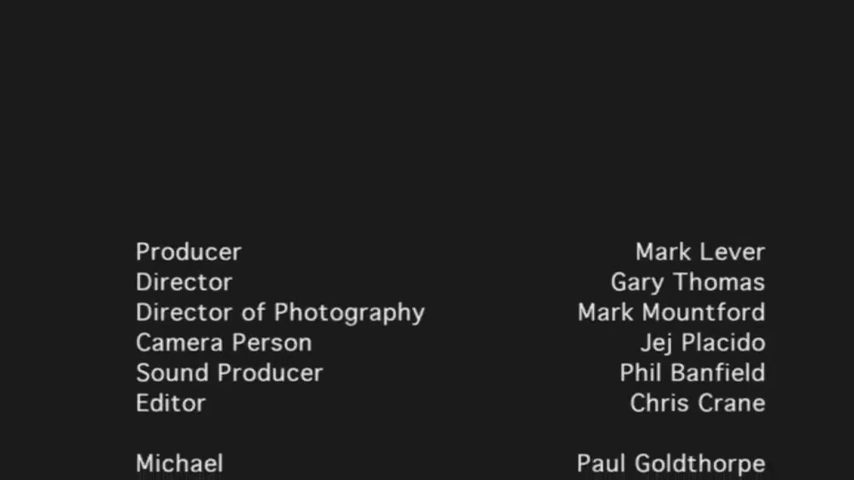 Producer Mark Lever
Director Gary Thomas
Director of Photography Mark Mountford
Camera Person Jej Placido
Sound Producer Phil Banfield
Editor Chris Crane
Michael Paul Goldthorpe